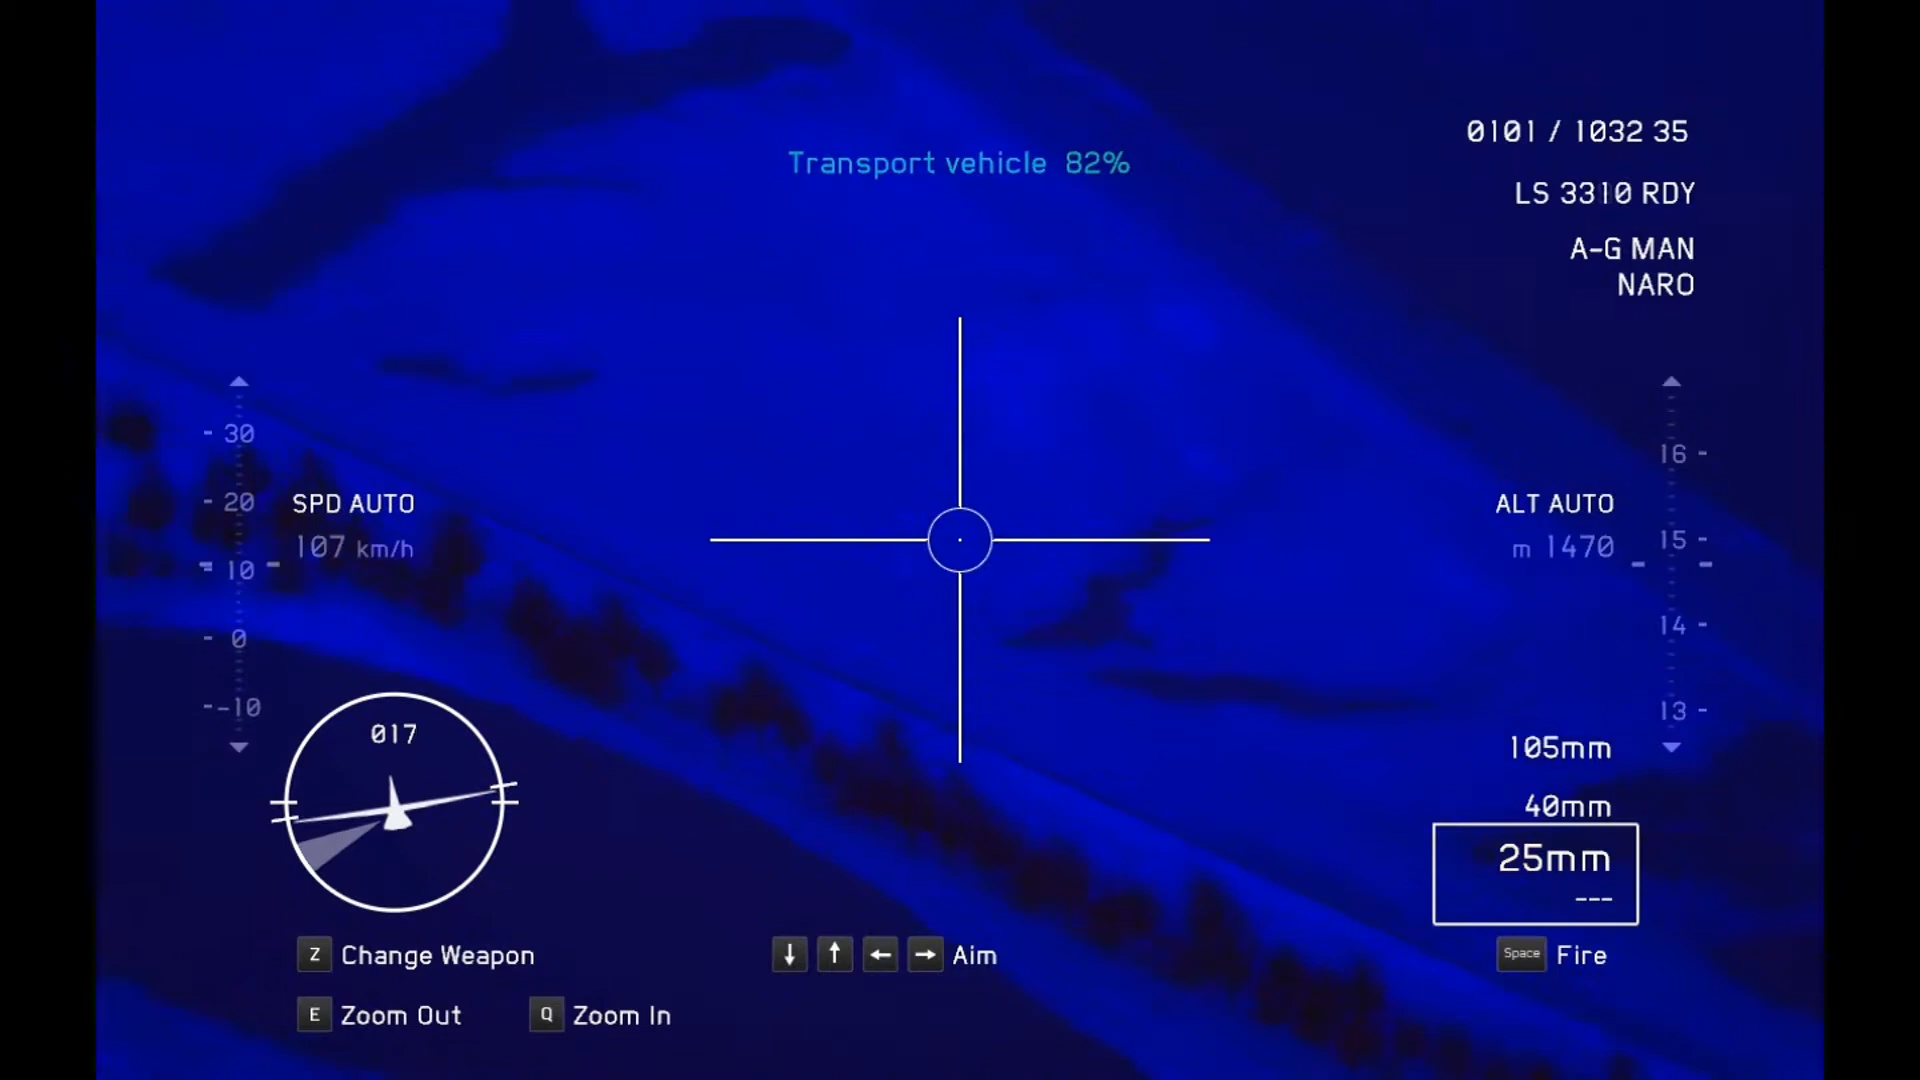 Transport vehicle 82%
0101 / 1032 35
LS 3310 RDY
A-G MAN
NARO
30
20
10
0
-10
SPD AUTO
107 km/h
ALT AUTO
m 1470
16
15
14
13
017
105mm
40mm
25mm
---
Z Change Weapon
↓ ↑ ← → Aim
Space Fire
E Zoom Out
Q Zoom In